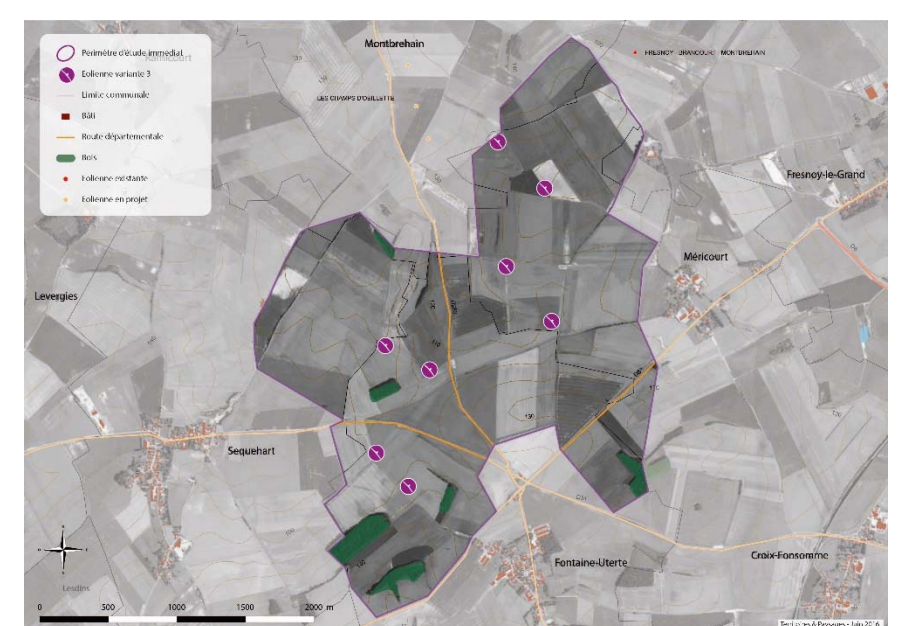 Montbrehain
Périmètre d'étude immédiat
Ramicourt
Eolienne variante 3
Limite communale
Bâti
Route départementale
Bois
Eolienne existante
Eolienne en projet
FRESNOY - BRANCOURT - MONTBREHAIN
LES CHAMPS D'OEILLETTE
Fresnoy-le-Grand
Méricourt
Levergies
Sequehart
Fontaine-Uterte
Croix-Fonsomme
Lesdins
0 500 1000 1500 2000 m
Territoires & Paysages - Juin 2016